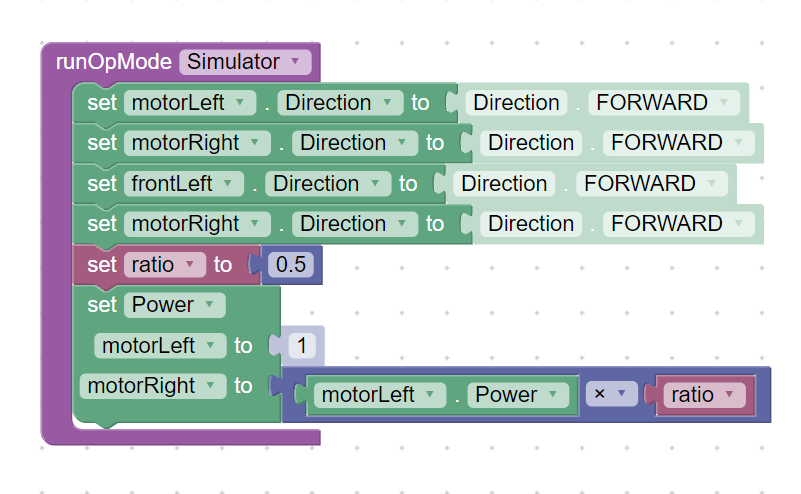 runOpMode Simulator
set motorLeft . Direction to Direction . FORWARD
set motorRight . Direction to Direction . FORWARD
set frontLeft . Direction to Direction . FORWARD
set motorRight . Direction to Direction . FORWARD
set ratio to 0.5
set Power
motorLeft to 1
motorRight to motorLeft . Power × ratio